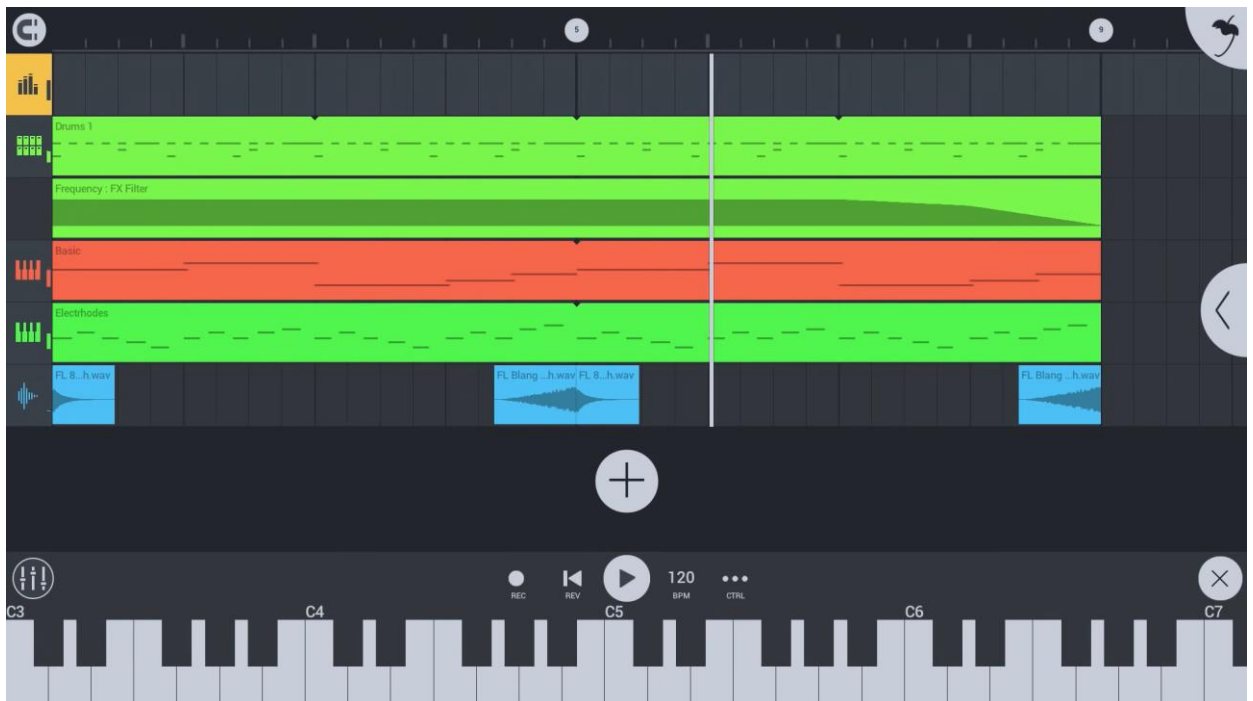 5
9
Drums 1
Frequency : FX Filter
Basic
Electrhodes
FL 8...h.wav
FL Blang ...h.wav
FL 8...h.wav
FL Blang ...h.wav
120
REC
REV
BPM
CTRL
C3
C4
C5
C6
C7